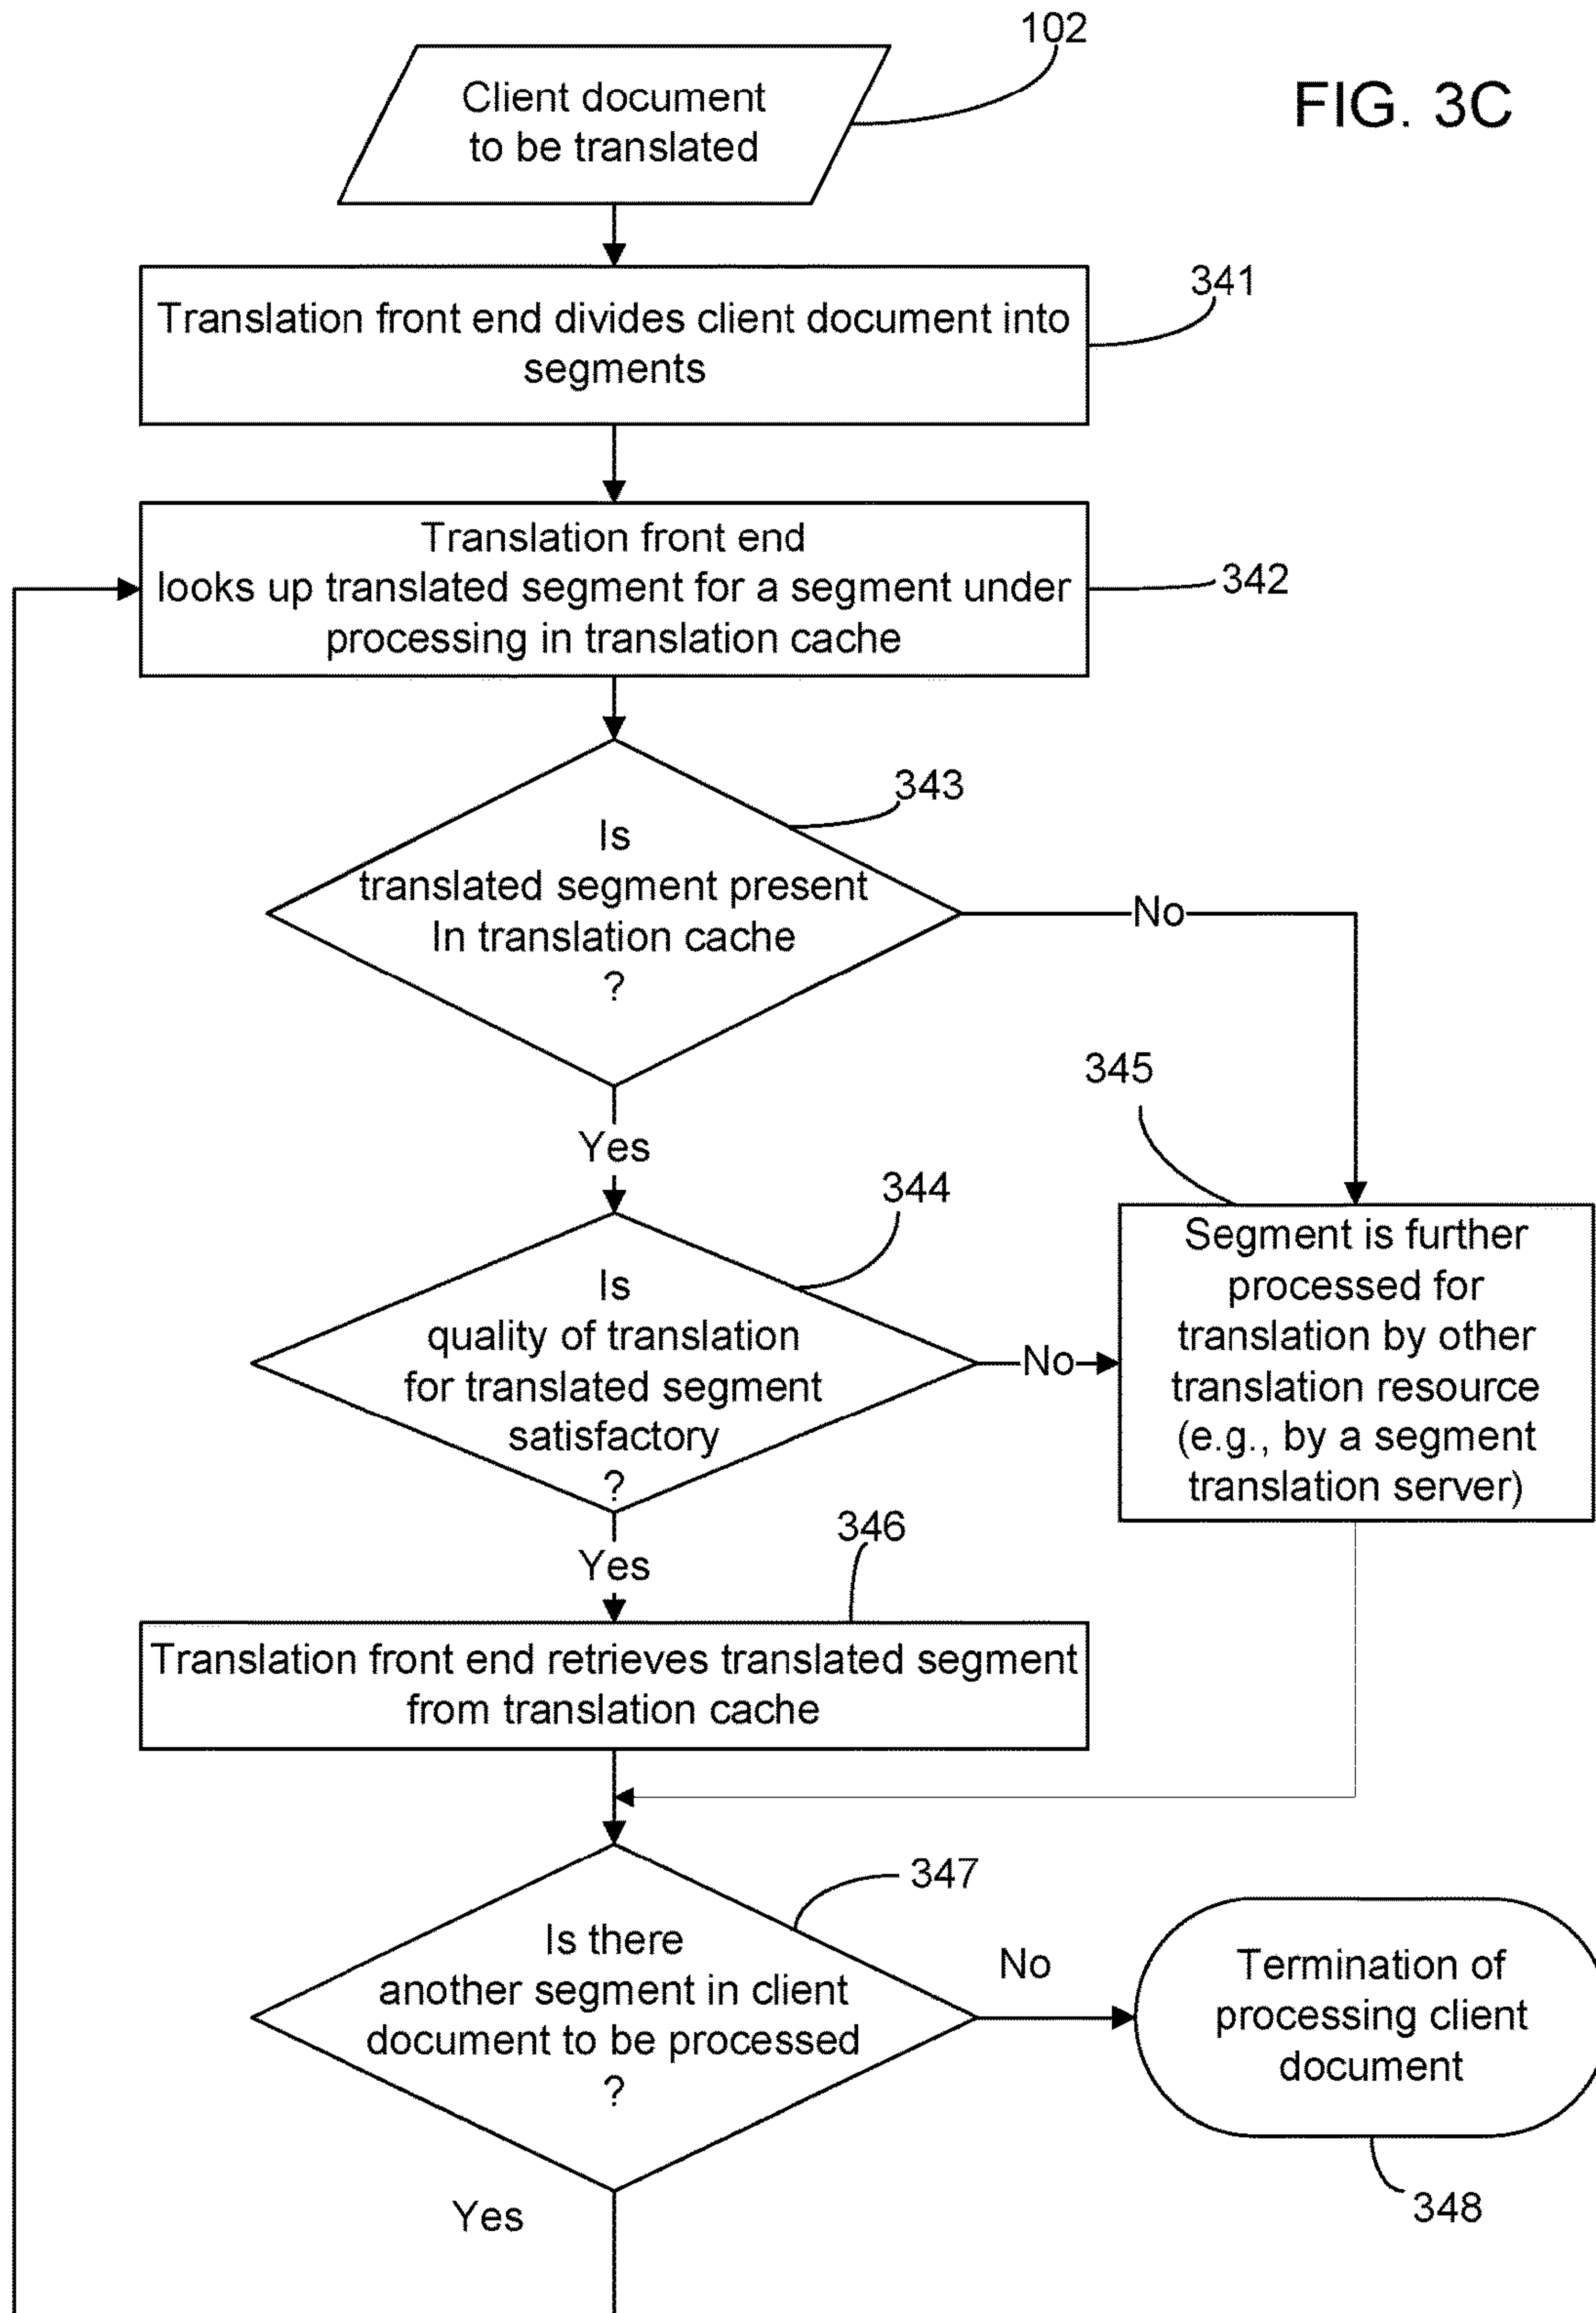 102
FIG. 3C
Client document
to be translated
341
Translation front end divides client document into
segments
Translation front end
looks up translated segment for a segment under
processing in translation cache
342
343
Is
translated segment present
In translation cache
?
No
Yes
345
344
Is
quality of translation
for translated segment
satisfactory
?
No
Segment is further
processed for
translation by other
translation resource
(e.g., by a segment
translation server)
Yes
346
Translation front end retrieves translated segment
from translation cache
347
Is there
another segment in client
document to be processed
?
No
Termination of
processing client
document
Yes
348